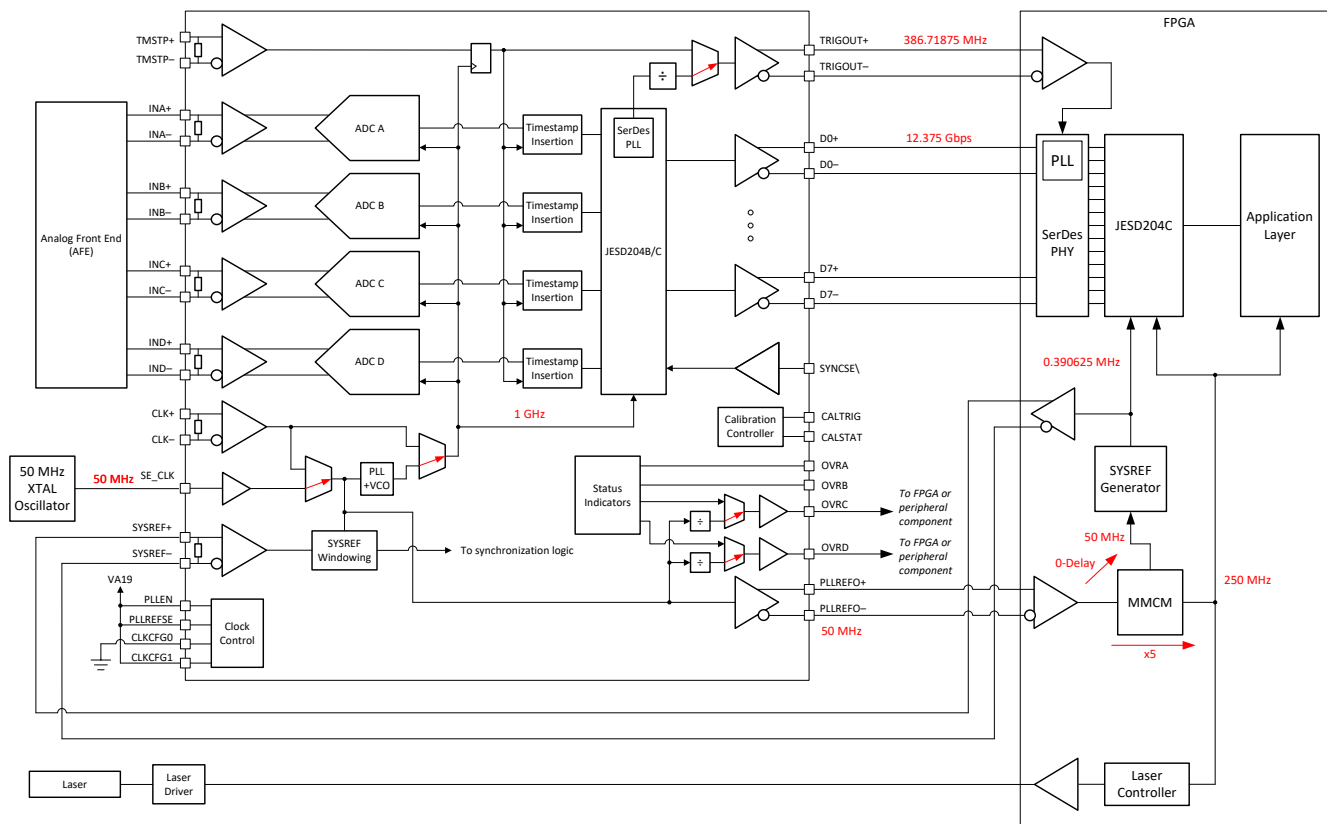 FPGA
TMSTP+
TMSTP–
TRIGOUT+
TRIGOUT–
386.71875 MHz
÷
Analog Front End
(AFE)
INA+
INA–
ADC A
Timestamp
Insertion
SerDes
PLL
D0+
D0–
12.375 Gbps
PLL
SerDes
PHY
JESD204C
Application
Layer
INB+
INB–
ADC B
Timestamp
Insertion
JESD204B/C
INC+
INC–
ADC C
Timestamp
Insertion
D7+
D7–
IND+
IND–
ADC D
Timestamp
Insertion
SYNCSE\
0.390625 MHz
CLK+
CLK–
1 GHz
Calibration
Controller
CALTRIG
CALSTAT
50 MHz
XTAL
Oscillator
50 MHz
SE_CLK
PLL
+VCO
Status
Indicators
OVRA
OVRB
OVRC
OVRD
÷
÷
To FPGA or
peripheral
component
To FPGA or
peripheral
component
SYSREF
Generator
SYSREF+
SYSREF–
SYSREF
Windowing
To synchronization logic
50 MHz
0-Delay
PLLREFO+
PLLREFO–
50 MHz
MMCM
x5
250 MHz
VA19
PLLEN
PLLREFSE
CLKCFG0
CLKCFG1
Clock
Control
Laser
Laser
Driver
Laser
Controller